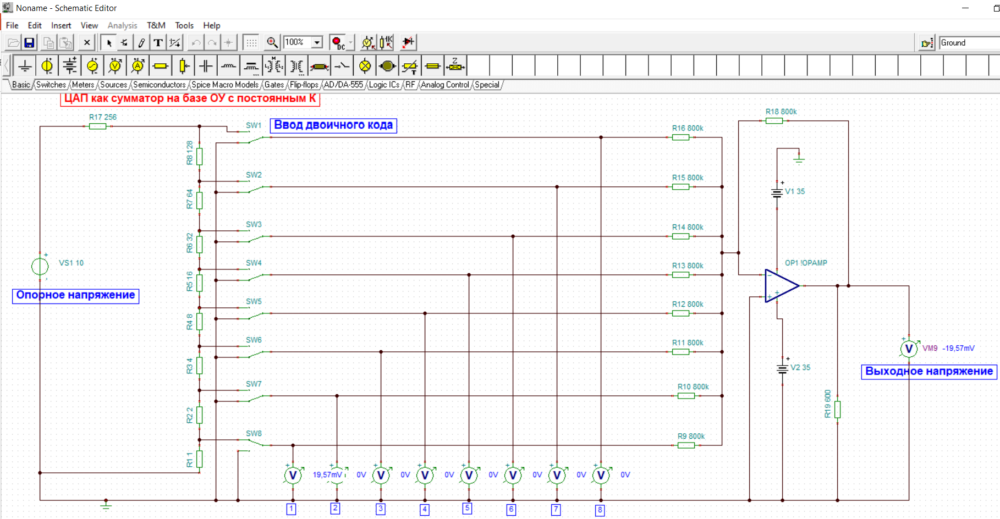 Noname - Schematic Editor
File Edit Insert View Analysis T&M Tools Help
100% DC 1K Ground
M Z
Basic Switches Meters Sources Semiconductors Spice Macro Models Gates Flip-flops AD/DA-555 Logic ICs RF Analog Control Special
ЦАП как сумматор на базе ОУ с постоянным К
R17 256
R18 800k
SW1
Ввод двоичного кода
R16 800k
R8 128
SW2
R15 800k
V1 35
R7 64
SW3
R14 800k
R6 32
VS1 10
SW4
R13 800k
OP1 !OPAMP
R5 16
Опорное напряжение
SW5
R12 800k
R4 8
SW6
R11 800k
VM9 -19,57mV
R3 4
V2 35
Выходное напряжение
SW7
R10 800k
R2 2
R19 600
SW8
R9 800k
R1 1
V 19,57mV 0V V 0V V 0V V 0V V 0V V 0V V 0V
1 2 3 4 5 6 7 8